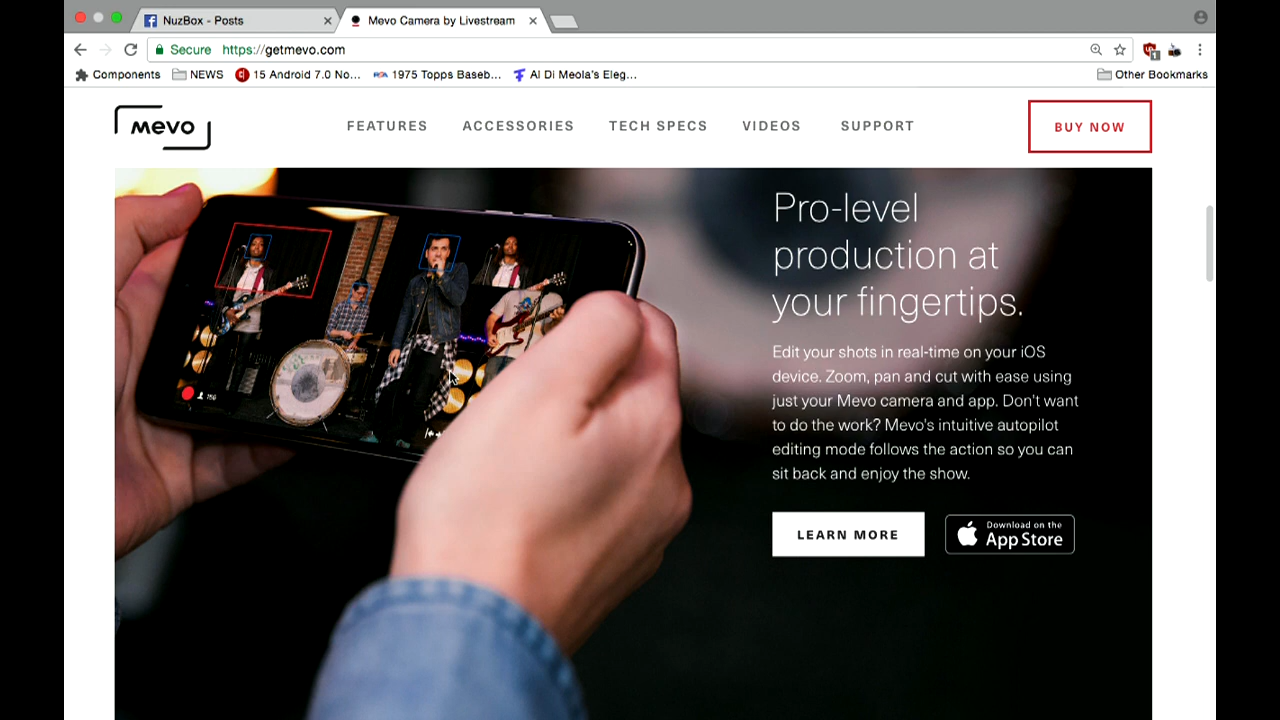 NuzBox - Posts
Mevo Camera by Livestream
Secure https://getmevo.com
Components NEWS 15 Android 7.0 No... 1975 Topps Baseb... Al Di Meola's Eleg... Other Bookmarks
mevo
FEATURES ACCESSORIES TECH SPECS VIDEOS SUPPORT
BUY NOW
Pro-level
production at
your fingertips.
Edit your shots in real-time on your iOS
device. Zoom, pan and cut with ease using
just your Mevo camera and app. Don't want
to do the work? Mevo's intuitive autopilot
editing mode follows the action so you can
sit back and enjoy the show.
LEARN MORE
Download on the
App Store